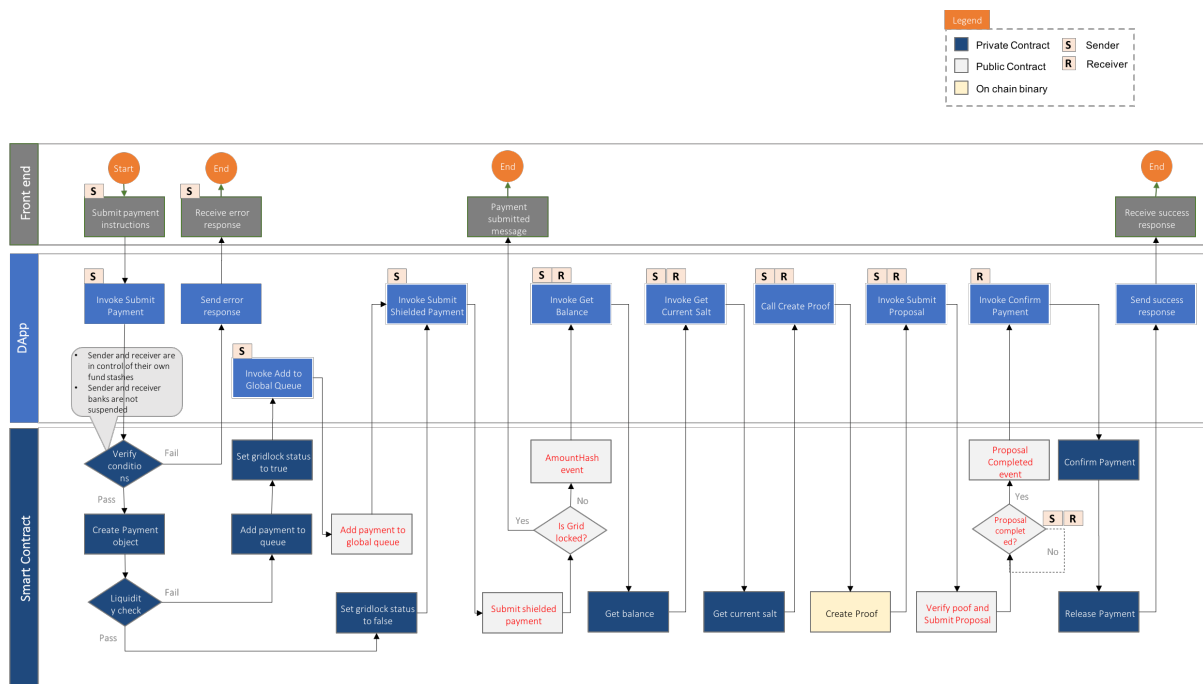 Legend
Private Contract
S
Sender
Public Contract
R
Receiver
On chain binary
Front end
Start
End
End
End
S
S
Submit payment
instructions
Receive error
response
Payment
submitted
message
Receive success
response
DApp
S
S
S R
S R
S R
S R
R
Invoke Submit
Payment
Send error
response
Invoke Submit
Shielded Payment
Invoke Get
Balance
Invoke Get
Current Salt
Call Create Proof
Invoke Submit
Proposal
Invoke Confirm
Payment
Send success
response
• Sender and receiver are
in control of their own
fund stashes
• Sender and receiver
banks are not
suspended
S
Invoke Add to
Global Queue
Smart Contract
Verify
conditio
ns
Fail
Pass
Set gridlock status
to true
AmountHash
event
No
Proposal
Completed
event
Yes
Confirm Payment
Create Payment
object
Add payment to
queue
Add payment to
global queue
Yes
Is Grid
locked?
Proposal
complet
ed?
S R
No
Liquidi
ty check
Fail
Pass
Set gridlock status
to false
Submit shielded
payment
Get balance
Get current salt
Create Proof
Verify poof and
Submit Proposal
Release Payment